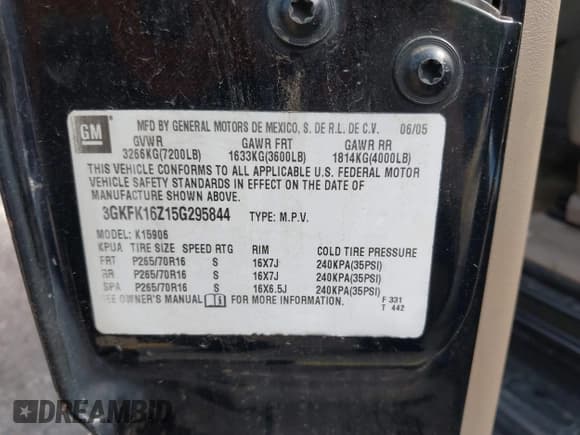 GM
MFD BY GENERAL MOTORS DE MEXICO, S. DE R.L. DE C.V. 06/05
GVWR GAWR FRT GAWR RR
3266KG(7200LB) 1633KG(3600LB) 1814KG(4000LB)
THIS VEHICLE CONFORMS TO ALL APPLICABLE U.S. FEDERAL MOTOR
VEHICLE SAFETY STANDARDS IN EFFECT ON THE DATE OF
MANUFACTURE SHOWN ABOVE.
3GKFK16Z15G295844 TYPE: M.P.V.
MODEL: K15906
KPUA TIRE SIZE SPEED RTG RIM COLD TIRE PRESSURE
FRT P265/70R16 S 16X7J 240KPA(35PSI)
RR P265/70R16 S 16X7J 240KPA(35PSI)
SPA P265/70R16 S 16X6.5J 240KPA(35PSI)
EE OWNER'S MANUAL FOR MORE INFORMATION F 331
T 442
DREAMBID